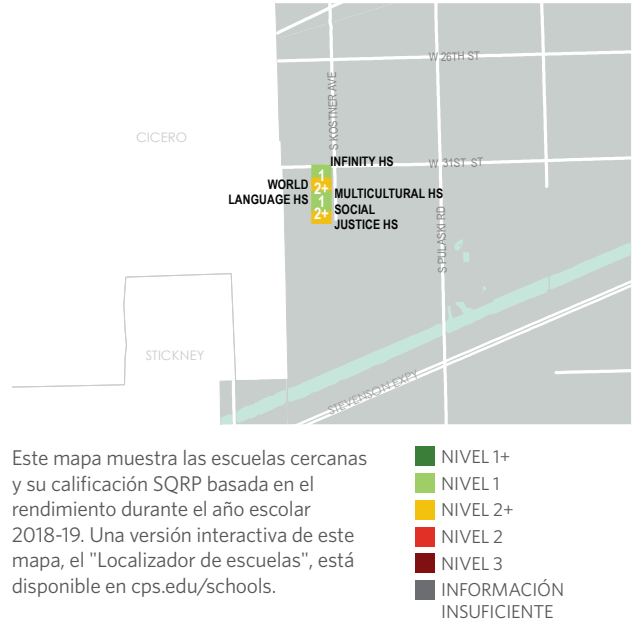 W 26TH ST
S KOSTNER AVE
CICERO
INFINITY HS
W 31ST ST
1
WORLD
LANGUAGE HS
2+
MULTICULTURAL HS
1
SOCIAL
JUSTICE HS
2+
S PULASKI RD
STICKNEY
STEVENSON EXPY
Este mapa muestra las escuelas cercanas
y su calificación SQRP basada en el
rendimiento durante el año escolar
2018-19. Una versión interactiva de este
mapa, el "Localizador de escuelas", está
disponible en cps.edu/schools.
NIVEL 1+
NIVEL 1
NIVEL 2+
NIVEL 2
NIVEL 3
INFORMACIÓN
INSUFICIENTE